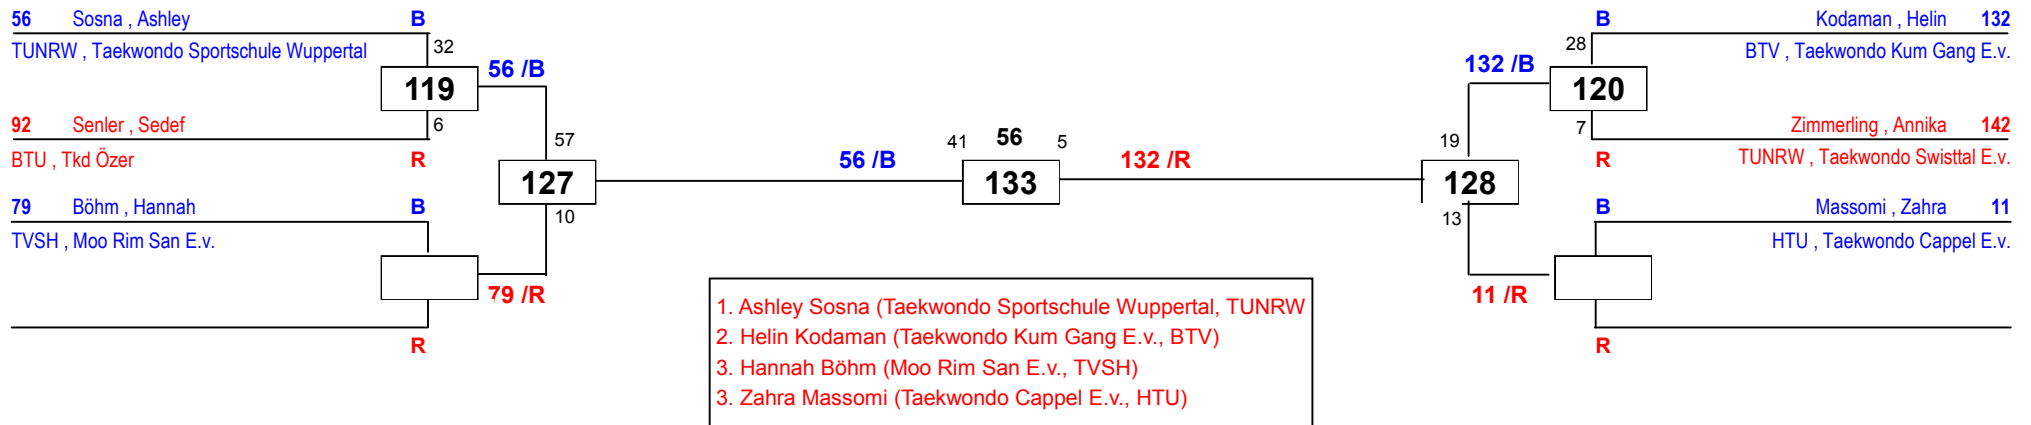 56 Sosna , Ashley B
TUNRW , Taekwondo Sportschule Wuppertal
32
119
56 /B
6
92 Senler , Sedef
BTU , Tkd Özer R
57
127
10
79 Böhm , Hannah B
TVSH , Moo Rim San E.v.
79 /R
R
56 /B
41 56 5
133
132 /R
B Kodaman , Helin 132
28
BTV , Taekwondo Kum Gang E.v.
132 /B
120
7
Zimmerling , Annika 142
R TUNRW , Taekwondo Swisttal E.v.
19
128
13
B Massomi , Zahra 11
HTU , Taekwondo Cappel E.v.
11 /R
R
1. Ashley Sosna (Taekwondo Sportschule Wuppertal, TUNRW
2. Helin Kodaman (Taekwondo Kum Gang E.v., BTV)
3. Hannah Böhm (Moo Rim San E.v., TVSH)
3. Zahra Massomi (Taekwondo Cappel E.v., HTU)